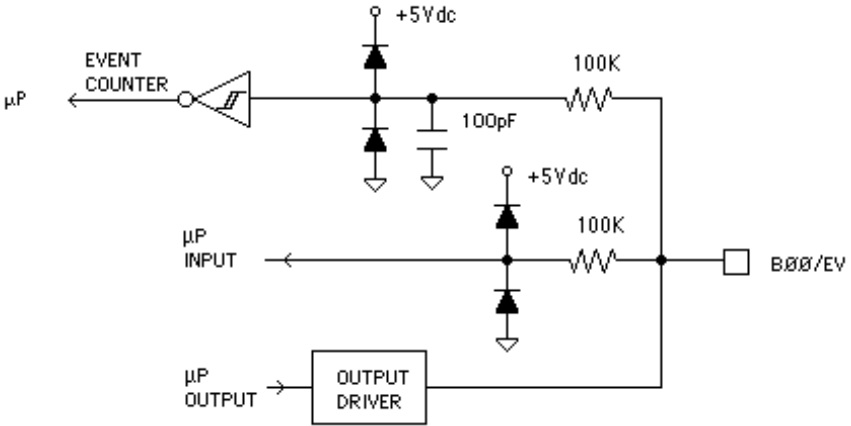 +5Vdc
EVENT
COUNTER
100K
µP
100pF
+5Vdc
100K
µP
INPUT
BØØ/EV
µP
OUTPUT
OUTPUT
DRIVER